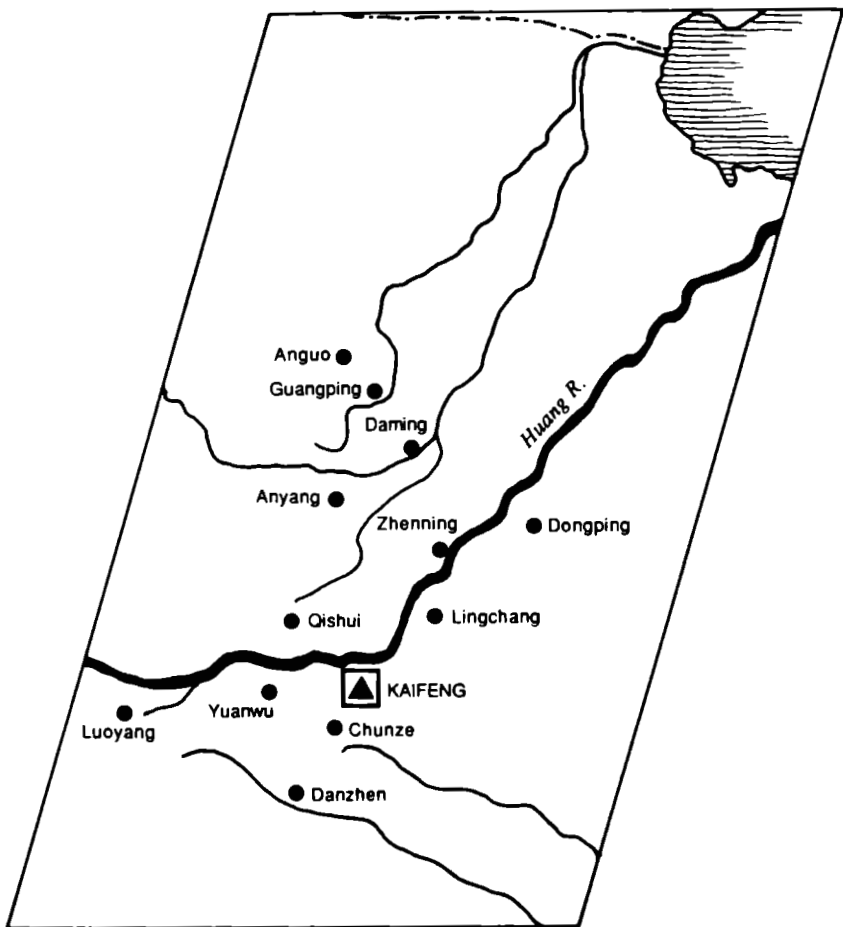 Anguo
Guangping
Daming
Huang R.
Anyang
Zhenning
Dongping
Qishui
Lingchang
KAIFENG
Yuanwu
Luoyang
Chunze
Danzhen